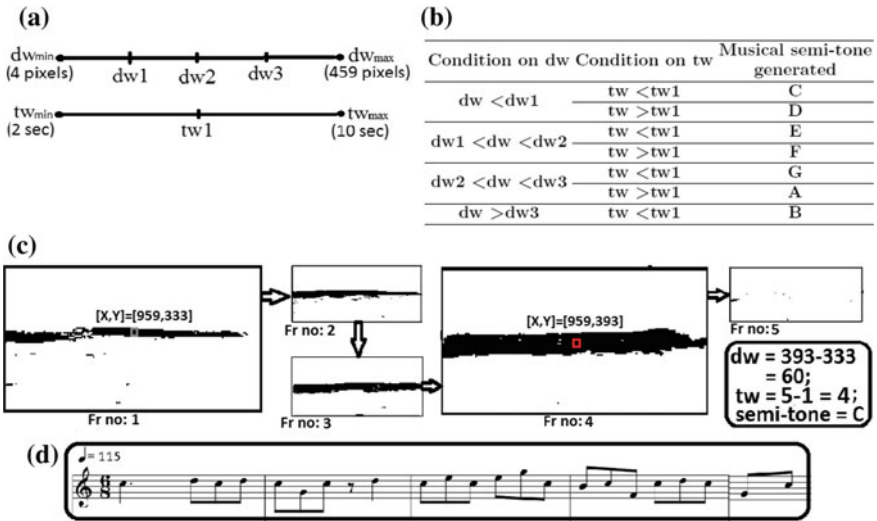 (a)
dwmin dw1 dw2 dw3 dwmax
(4 pixels) (459 pixels)
twmin tw1 twmax
(2 sec) (10 sec)
(b)
Condition on dw Condition on tw Musical semi-tone generated
dw <dw1 tw <tw1 C
tw >tw1 D
dw1 <dw <dw2 tw <tw1 E
tw >tw1 F
dw2 <dw <dw3 tw <tw1 G
tw >tw1 A
dw >dw3 tw <tw1 B
(c)
[X,Y]=[959,333]
Fr no: 1
Fr no: 2
Fr no: 3
[X,Y]=[959,393]
Fr no: 4
Fr no: 5
dw = 393-333
= 60;
tw = 5-1 = 4;
semi-tone = C
(d)
♩= 115
6
8